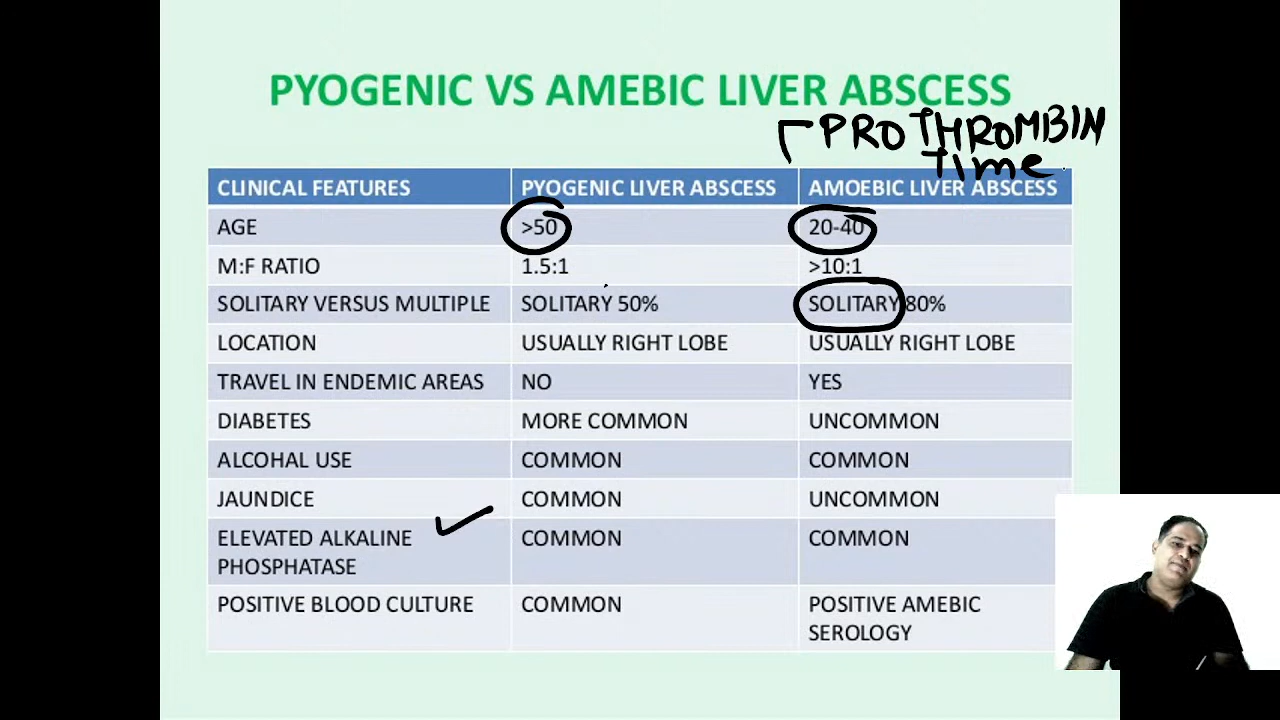 PYOGENIC VS AMEBIC LIVER ABSCESS
PROTHROMBIN
Time
CLINICAL FEATURES PYOGENIC LIVER ABSCESS AMOEBIC LIVER ABSCESS
AGE >50 20-40
M:F RATIO 1.5:1 >10:1
SOLITARY VERSUS MULTIPLE SOLITARY 50% SOLITARY 80%
LOCATION USUALLY RIGHT LOBE USUALLY RIGHT LOBE
TRAVEL IN ENDEMIC AREAS NO YES
DIABETES MORE COMMON UNCOMMON
ALCOHAL USE COMMON COMMON
JAUNDICE COMMON UNCOMMON
ELEVATED ALKALINE COMMON COMMON
PHOSPHATASE
POSITIVE BLOOD CULTURE COMMON POSITIVE AMEBIC
SEROLOGY